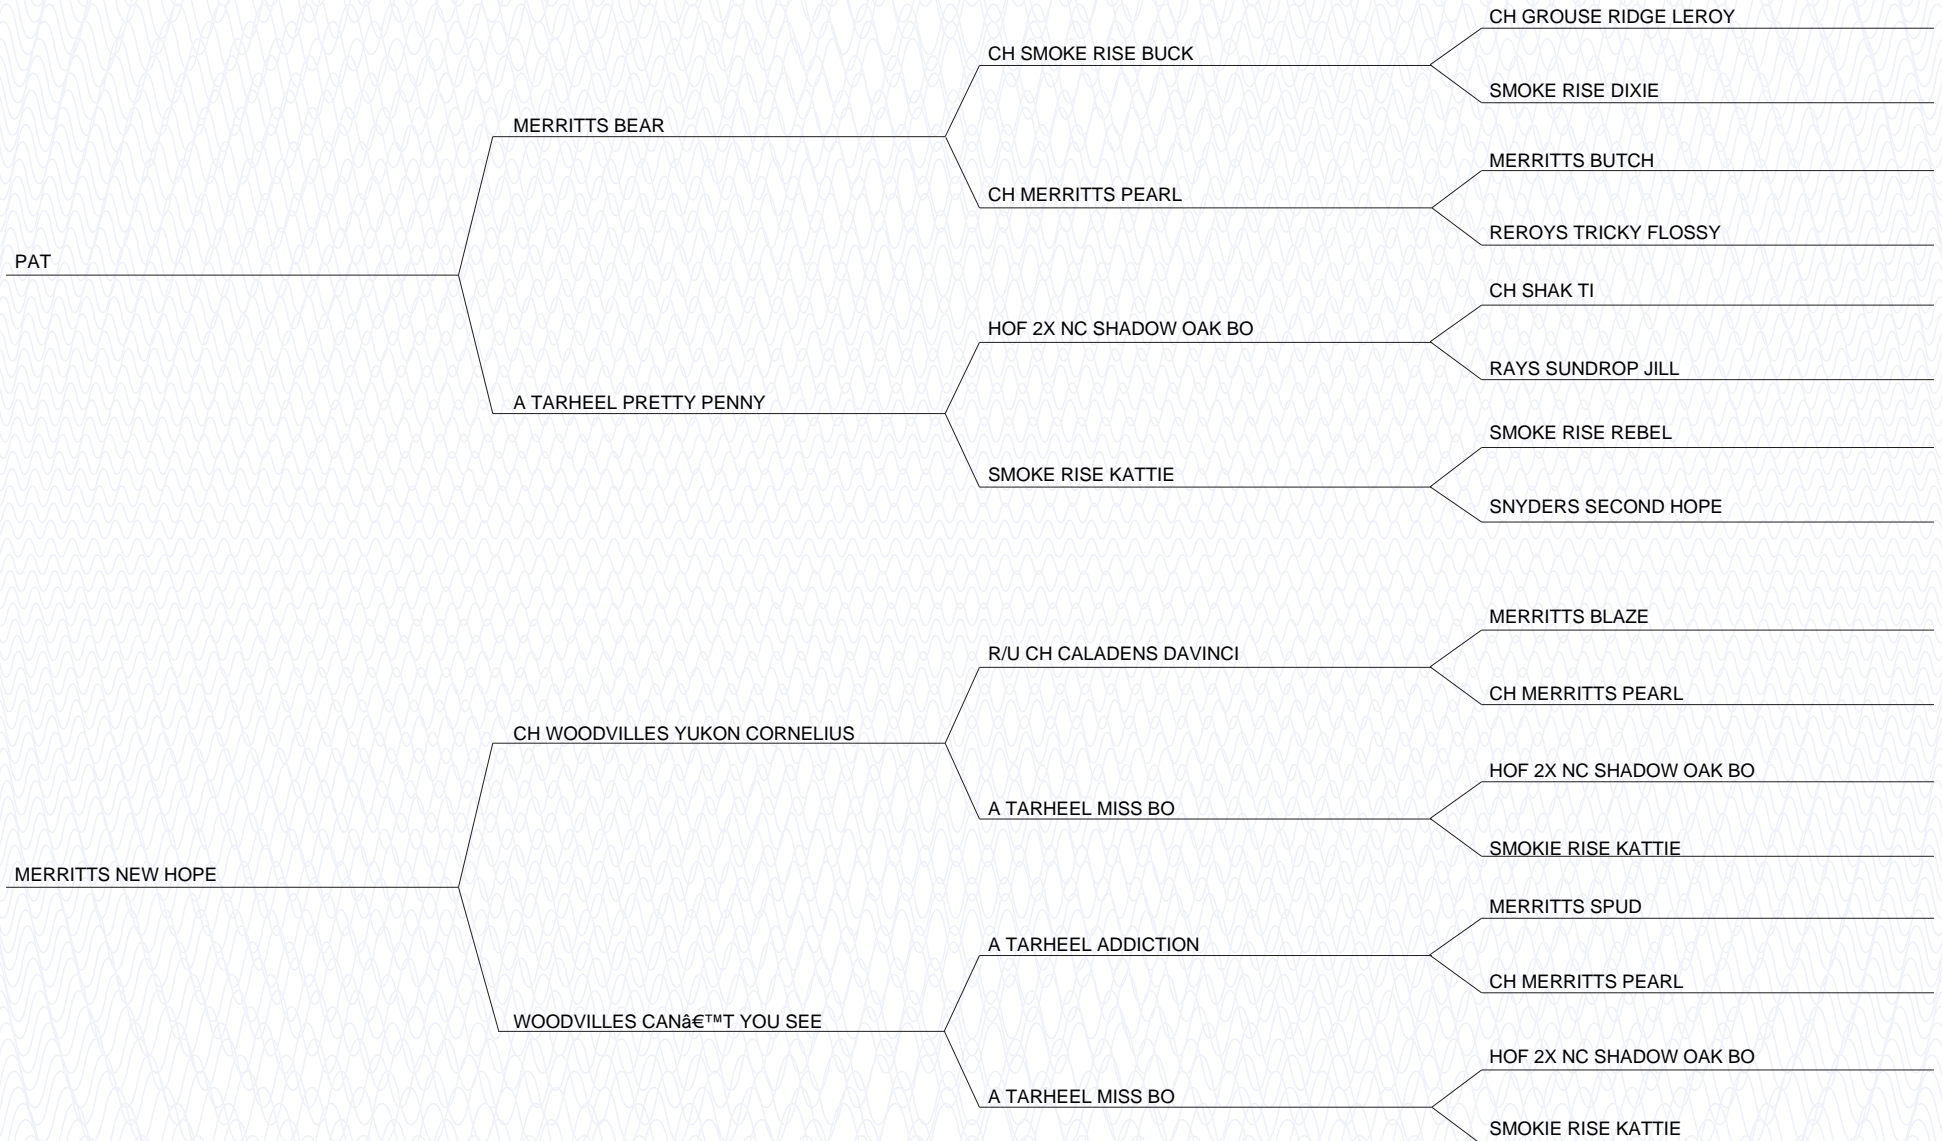 CH GROUSE RIDGE LEROY
CH SMOKE RISE BUCK
SMOKE RISE DIXIE
MERRITTS BEAR
MERRITTS BUTCH
CH MERRITTS PEARL
REROYS TRICKY FLOSSY
PAT
CH SHAK TI
HOF 2X NC SHADOW OAK BO
RAYS SUNDROP JILL
A TARHEEL PRETTY PENNY
SMOKE RISE REBEL
SMOKE RISE KATTIE
SNYDERS SECOND HOPE
MERRITTS BLAZE
R/U CH CALADENS DAVINCI
CH MERRITTS PEARL
CH WOODVILLES YUKON CORNELIUS
HOF 2X NC SHADOW OAK BO
A TARHEEL MISS BO
SMOKIE RISE KATTIE
MERRITTS NEW HOPE
MERRITTS SPUD
A TARHEEL ADDICTION
CH MERRITTS PEARL
WOODVILLES CANâ€™T YOU SEE
HOF 2X NC SHADOW OAK BO
A TARHEEL MISS BO
SMOKIE RISE KATTIE